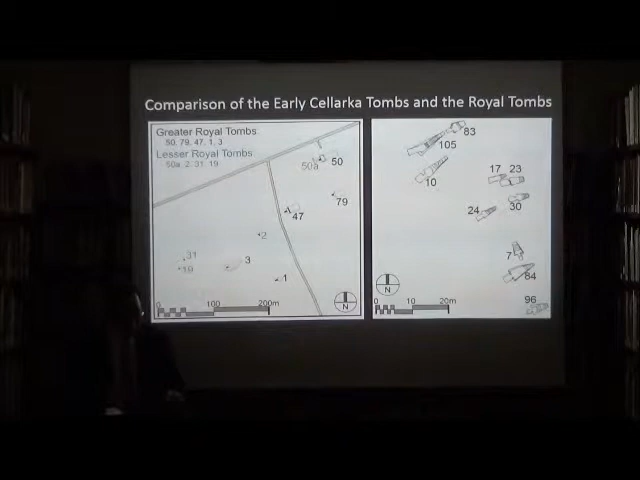 Comparison of the Early Cellarka Tombs and the Royal Tombs
Greater Royal Tombs
50, 79, 47, 1, 3
Lesser Royal Tombs
50a, 2, 31, 19
50a
50
79
47
2
31
19
3
1
0 100 200m
N
83
105
10
17 23
24
30
7
84
96
N
0 10 20m